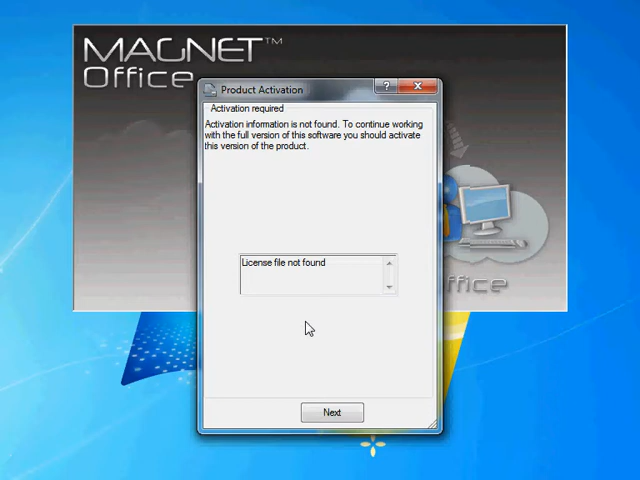 MAGNET™
Office
Product Activation
?
Activation required
Activation information is not found. To continue working
with the full version of this software you should activate
this version of the product.
License file not found
ffice
Next